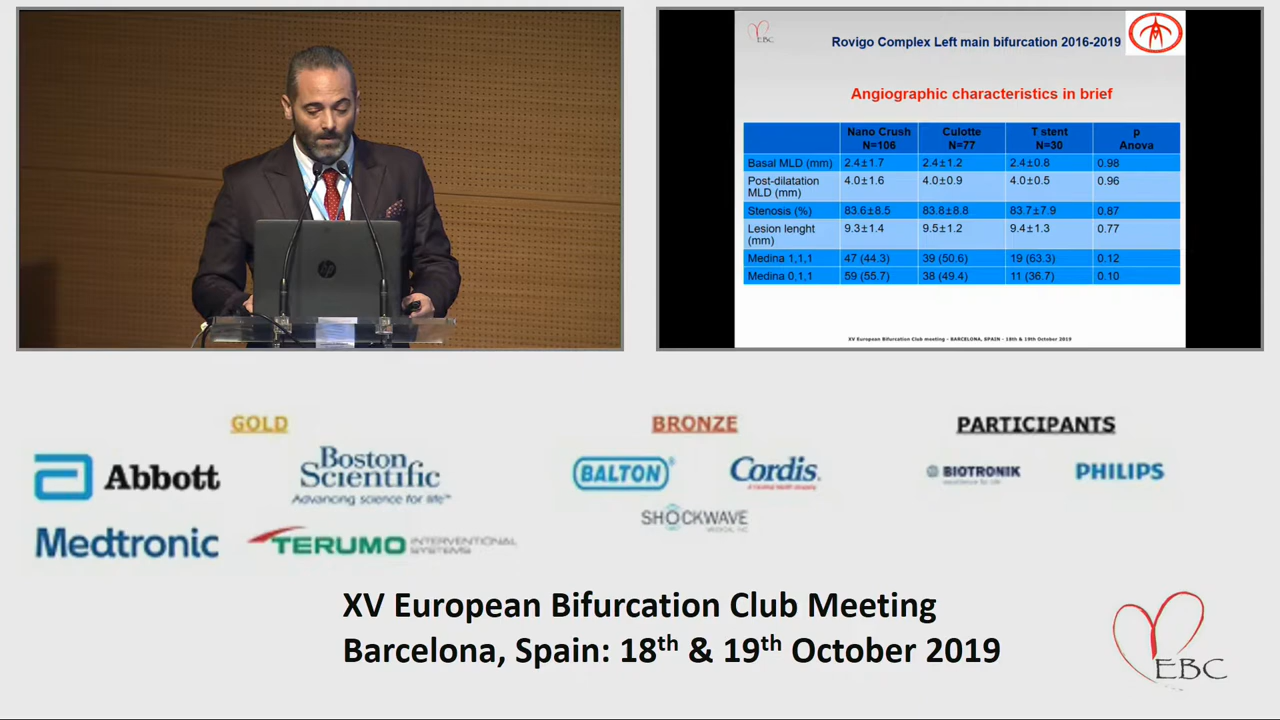 EBC
Rovigo Complex Left main bifurcation 2016-2019
Angiographic characteristics in brief
Nano Crush N=106 Culotte N=77 T stent N=30 p Anova
Basal MLD (mm) 2.4±1.7 2.4±1.2 2.4±0.8 0.98
Post-dilatation MLD (mm) 4.0±1.6 4.0±0.9 4.0±0.5 0.96
Stenosis (%) 83.6±8.5 83.8±8.8 83.7±7.9 0.87
Lesion lenght (mm) 9.3±1.4 9.5±1.2 9.4±1.3 0.77
Medina 1,1,1 47 (44.3) 39 (50.6) 19 (63.3) 0.12
Medina 0,1,1 59 (55.7) 38 (49.4) 11 (36.7) 0.10
XV European Bifurcation Club meeting - BARCELONA, SPAIN - 18th & 19th October 2019
hp
GOLD
Abbott
Boston Scientific
Advancing science for life™
Medtronic
TERUMO INTERVENTIONAL SYSTEMS
BRONZE
BALTON®
Cordis.
SHOCKWAVE
PARTICIPANTS
BIOTRONIK
excellence for life
PHILIPS
XV European Bifurcation Club Meeting
Barcelona, Spain: 18th & 19th October 2019
EBC